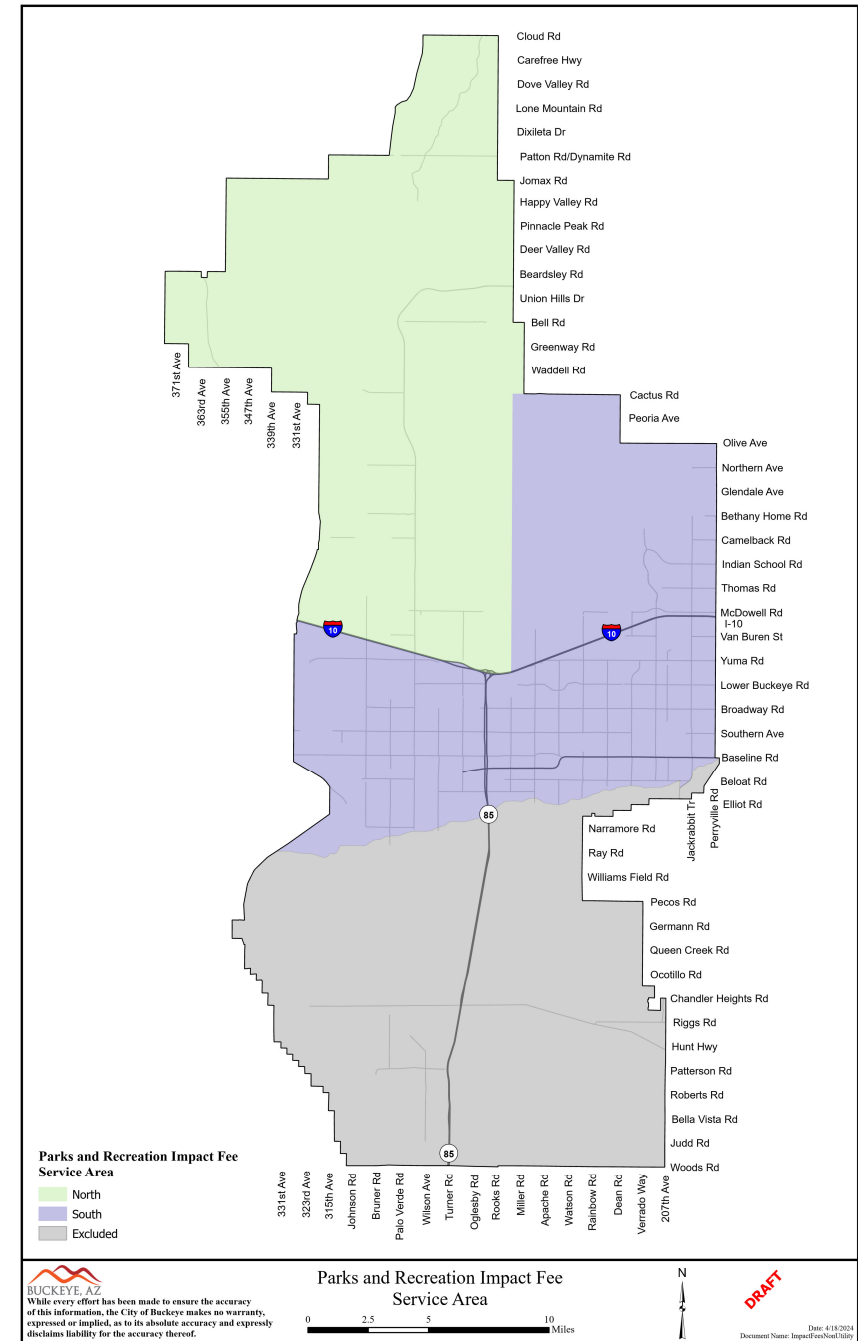 Cloud Rd
Carefree Hwy
Dove Valley Rd
Lone Mountain Rd
Dixileta Dr
Patton Rd/Dynamite Rd
Jomax Rd
Happy Valley Rd
Pinnacle Peak Rd
Deer Valley Rd
Beardsley Rd
Union Hills Dr
Bell Rd
Greenway Rd
Waddell Rd
371st Ave
363rd Ave
355th Ave
347th Ave
339th Ave
331st Ave
Cactus Rd
Peoria Ave
Olive Ave
Northern Ave
Glendale Ave
Bethany Home Rd
Camelback Rd
Indian School Rd
Thomas Rd
McDowell Rd
I-10
10
10
Van Buren St
Yuma Rd
Lower Buckeye Rd
Broadway Rd
Southern Ave
Baseline Rd
Beloat Rd
Elliot Rd
Jackrabbit Tr
Perryville Rd
85
Narramore Rd
Ray Rd
Williams Field Rd
Pecos Rd
Germann Rd
Queen Creek Rd
Ocotillo Rd
Chandler Heights Rd
Riggs Rd
Hunt Hwy
Patterson Rd
Roberts Rd
Bella Vista Rd
Judd Rd
Woods Rd
85
331st Ave
323rd Ave
315th Ave
Johnson Rd
Bruner Rd
Palo Verde Rd
Wilson Ave
Turner Rd
Oglesby Rd
Rooks Rd
Miller Rd
Apache Rd
Watson Rd
Rainbow Rd
Dean Rd
Verrado Way
207th Ave
Parks and Recreation Impact Fee
Service Area
North
South
Excluded
BUCKEYE, AZ
While every effort has been made to ensure the accuracy
of this information, the City of Buckeye makes no warranty,
expressed or implied, as to its absolute accuracy and expressly
disclaims liability for the accuracy thereof.
Parks and Recreation Impact Fee
Service Area
0 2.5 5 10
Miles
N
DRAFT
Date: 4/18/2024
Document Name: ImpactFeesNonUtility